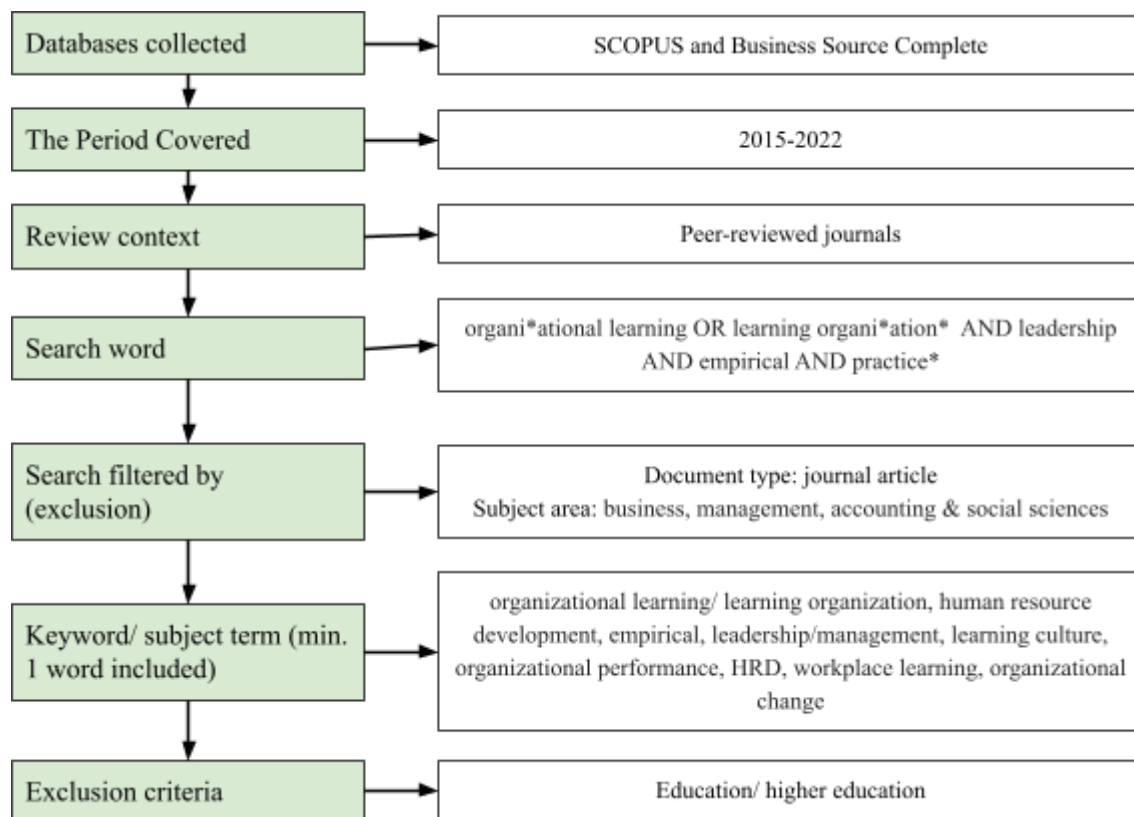 Databases collected
SCOPUS and Business Source Complete
The Period Covered
2015-2022
Review context
Peer-reviewed journals
Search word
organi*ational learning OR learning organi*ation* AND leadership
AND empirical AND practice*
Search filtered by
(exclusion)
Document type: journal article
Subject area: business, management, accounting & social sciences
Keyword/ subject term (min.
1 word included)
organizational learning/ learning organization, human resource
development, empirical, leadership/management, learning culture,
organizational performance, HRD, workplace learning, organizational
change
Exclusion criteria
Education/ higher education